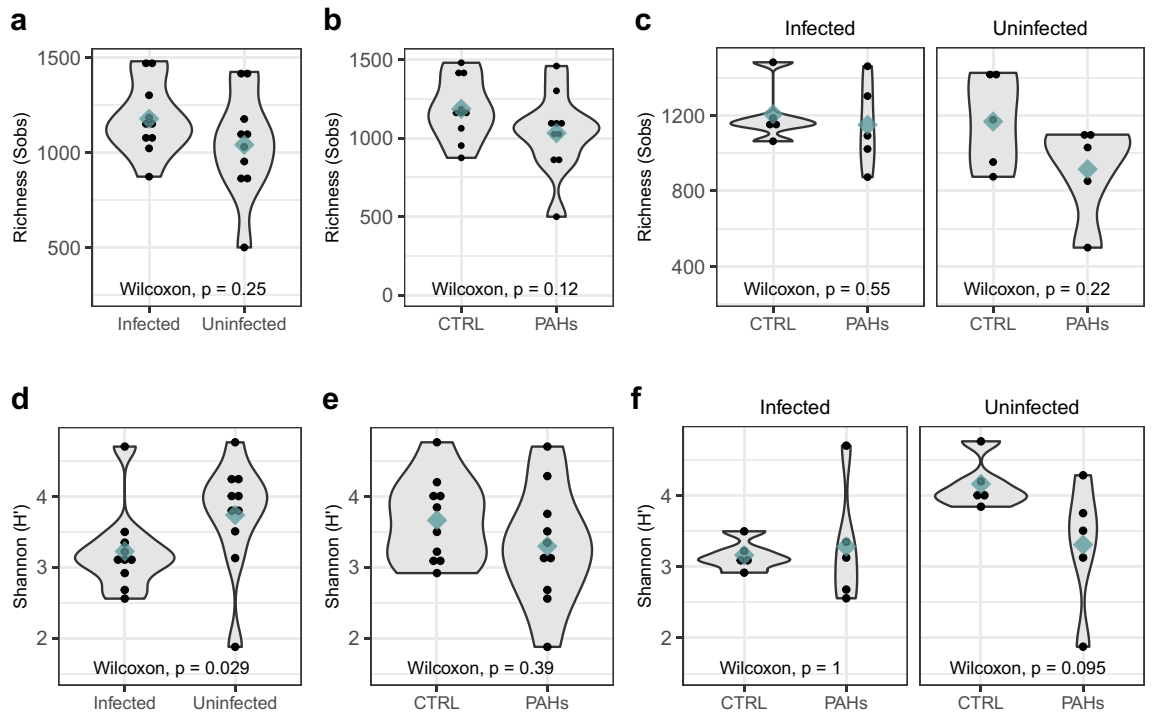 a
Richness (Sobs)
1500
1000
500
Wilcoxon, p = 0.25
Infected
Uninfected
b
Richness (Sobs)
1500
1000
500
0
Wilcoxon, p = 0.12
CTRL
PAHs
c
Infected
Uninfected
Richness (Sobs)
1200
800
400
Wilcoxon, p = 0.55
Wilcoxon, p = 0.22
CTRL
PAHs
CTRL
PAHs
d
Shannon (H')
4
3
2
Wilcoxon, p = 0.029
Infected
Uninfected
e
Shannon (H')
4
3
2
Wilcoxon, p = 0.39
CTRL
PAHs
f
Infected
Uninfected
Shannon (H')
4
3
2
Wilcoxon, p = 1
Wilcoxon, p = 0.095
CTRL
PAHs
CTRL
PAHs